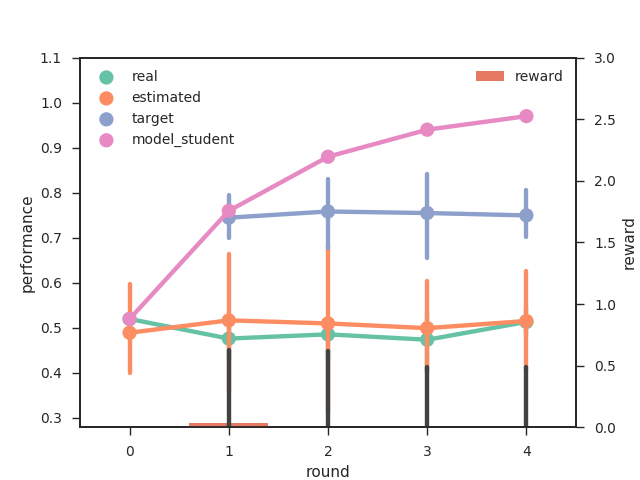 real
estimated
target
model_student
reward
1.1
1.0
0.9
0.8
0.7
0.6
0.5
0.4
0.3
performance
3.0
2.5
2.0
1.5
1.0
0.5
0.0
reward
0 1 2 3 4
round